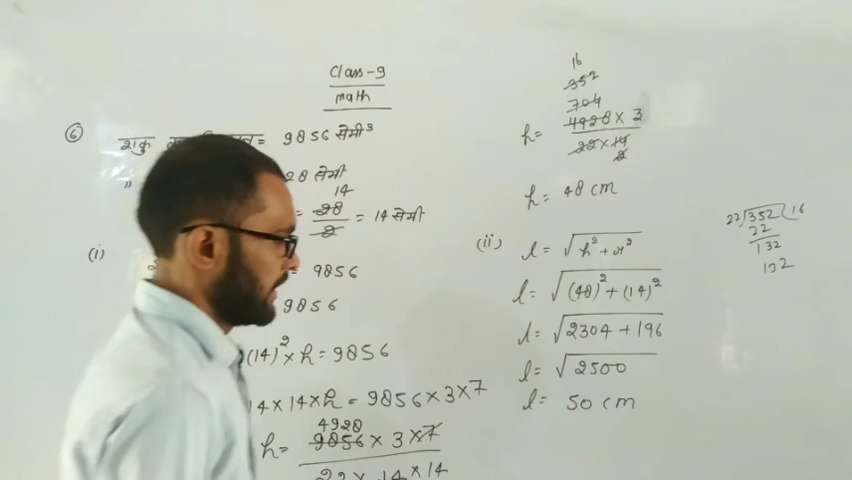 Class-9
math
⑥ शंकु = 9856 सेमी³
" 28 सेमी
14
= 28/2 = 14 सेमी
(i)
= 9856
9856
(14)² × h = 9856
14 × 14 × h = 9856 × 3 × 7
4928
h = 9856 × 3 × 7
22 × 14 × 14
16
352
704
h = 4928 × 3
22 × 14
2
h = 48 cm
(ii) l = √h² + r²
l = √(48)² + (14)²
l = √2304 + 196
l = √2500
l = 50 cm
22)352(16
22
132
132